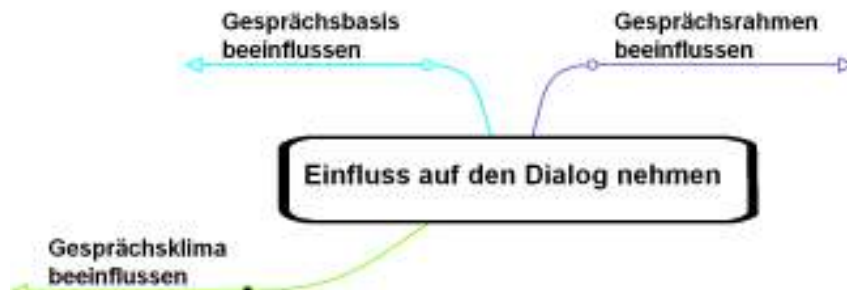 Gesprächsbasis
beeinflussen
Gesprächsrahmen
beeinflussen
Einfluss auf den Dialog nehmen
Gesprächsklima
beeinflussen